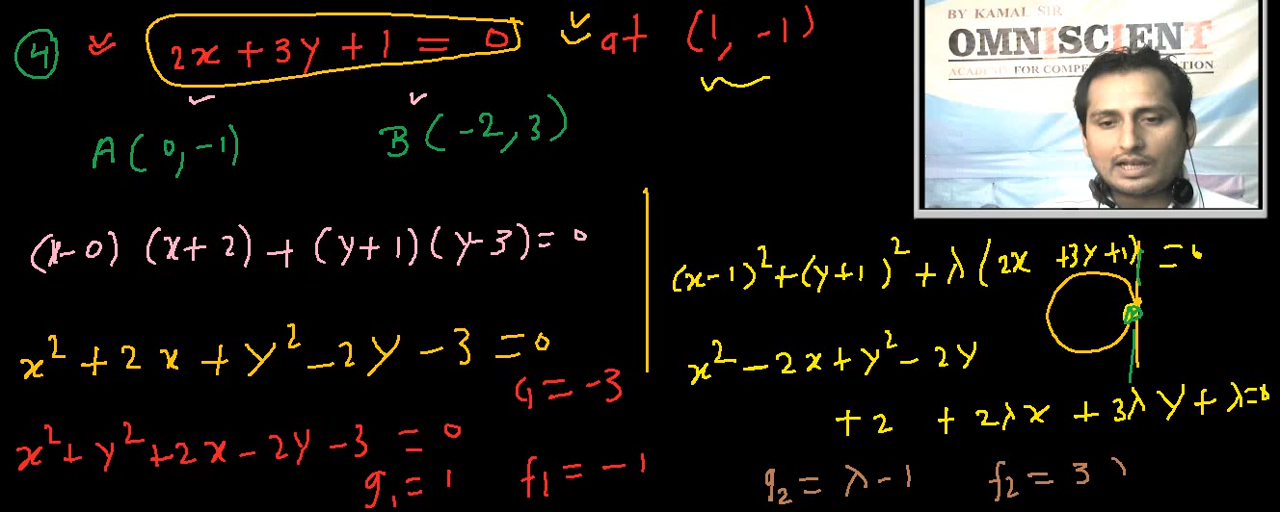 ④ 2x + 3y + 1 = 0 at (1, -1)
A(0, -1) B(-2, 3)
(x-0) (x+2) + (y+1)(y-3) = 0
x² + 2x + y² - 2y - 3 = 0
c₁ = -3
x² + y² + 2x - 2y - 3 = 0
g₁ = 1 f₁ = -1
(x-1)² + (y+1)² + λ(2x +3y+1) = 0
x² - 2x + y² - 2y
+ 2 + 2λx + 3λy + λ = 0
g₂ = λ-1 f₂ = 3
BY KAMAL SIR
OMNISCIENT
FOR